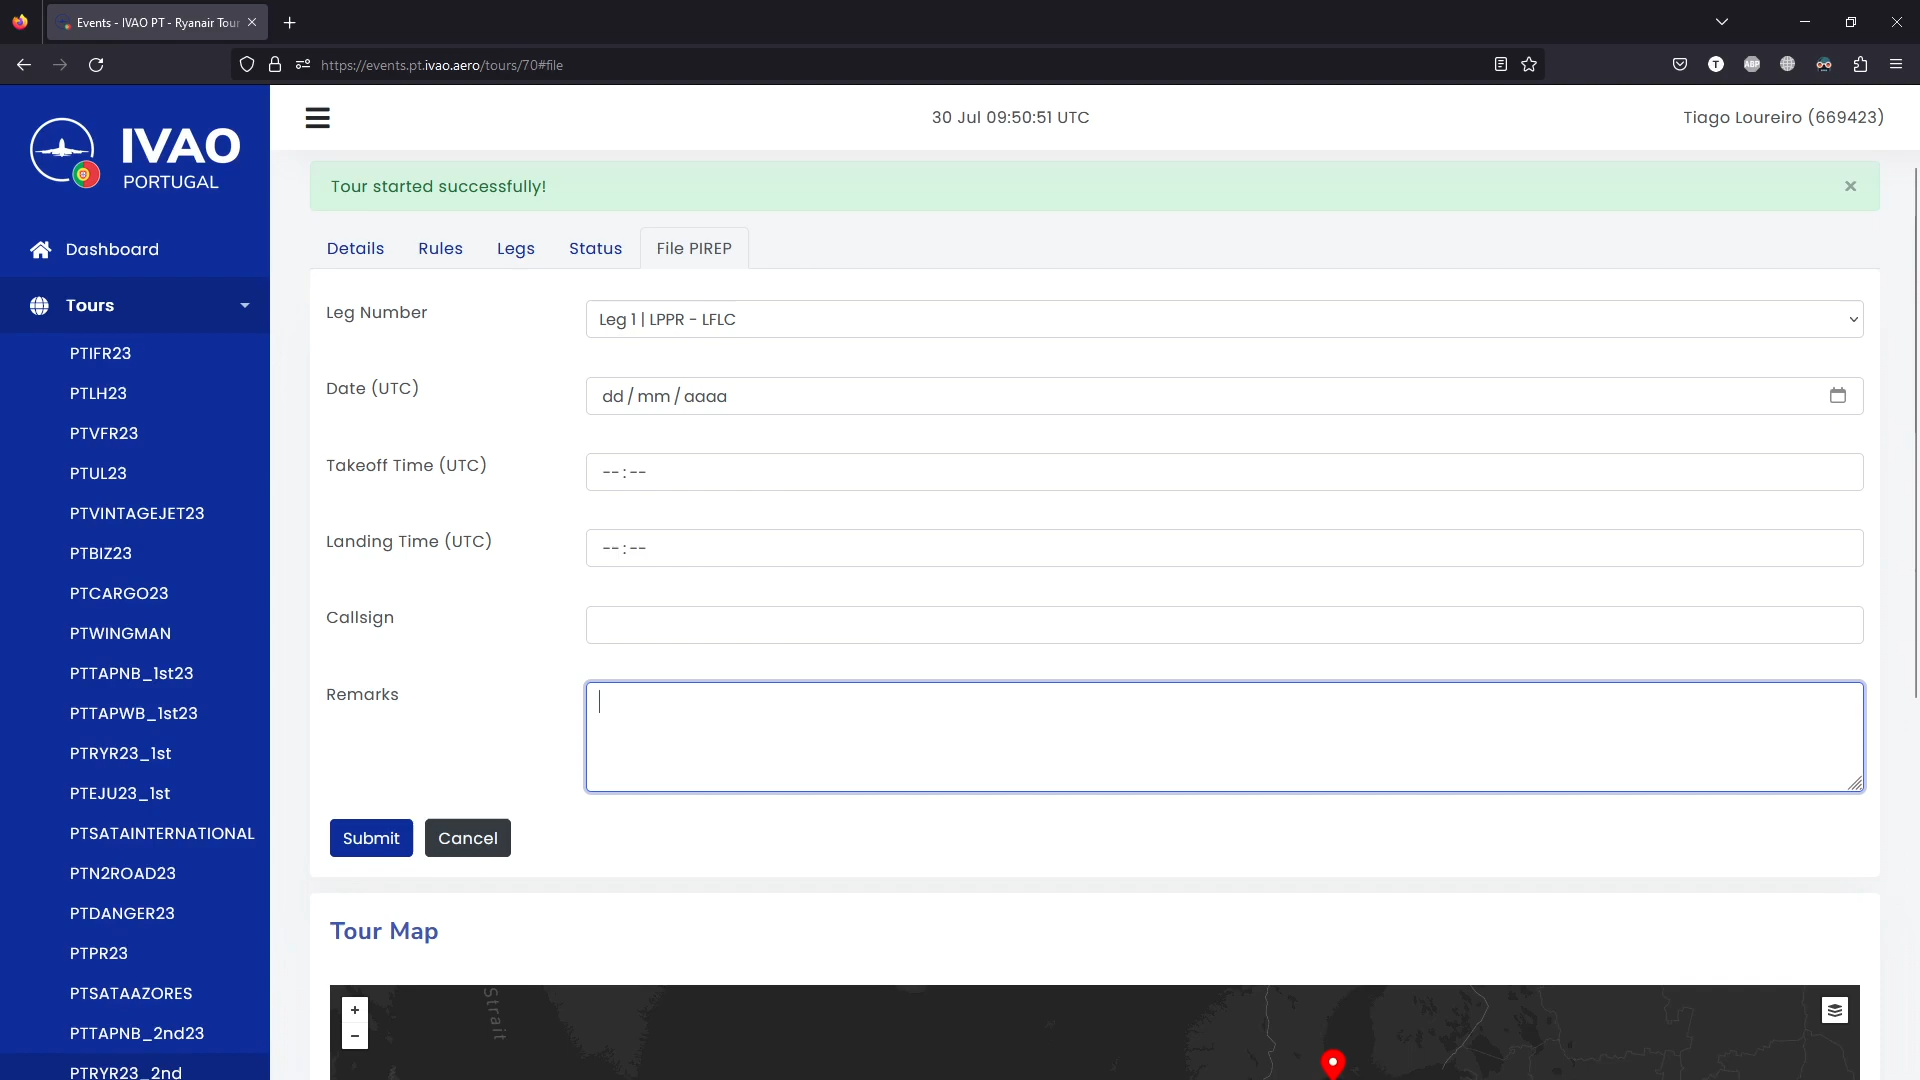 Events - IVAO PT - Ryanair Tour
https://events.pt.ivao.aero/tours/70#file
T
ABP
IVAO
PORTUGAL
30 Jul 09:50:51 UTC
Tiago Loureiro (669423)
Tour started successfully!
Dashboard
Tours
PTIFR23
PTLH23
PTVFR23
PTUL23
PTVINTAGEJET23
PTBIZ23
PTCARGO23
PTWINGMAN
PTTAPNB_1st23
PTTAPWB_1st23
PTRYR23_1st
PTEJU23_1st
PTSATAINTERNATIONAL
PTN2ROAD23
PTDANGER23
PTPR23
PTSATAAZORES
PTTAPNB_2nd23
PTRYR23_2nd
Details
Rules
Legs
Status
File PIREP
Leg Number
Leg 1 | LPPR - LFLC
Date (UTC)
dd / mm / aaaa
Takeoff Time (UTC)
-- : --
Landing Time (UTC)
-- : --
Callsign
Remarks
Submit
Cancel
Tour Map
+
−
Strait